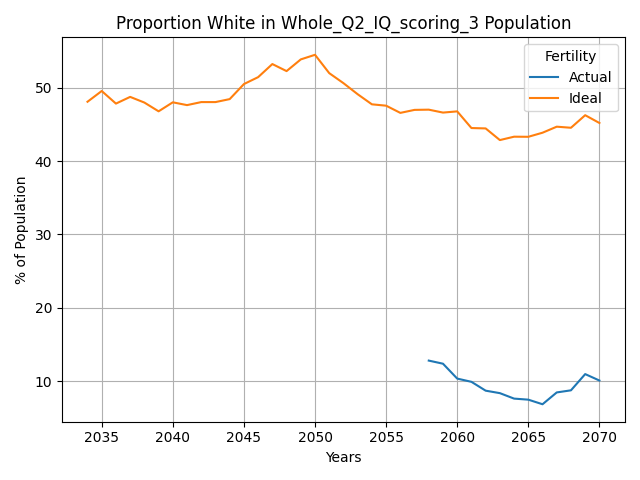 Proportion White in Whole_Q2_IQ_scoring_3 Population
Fertility
Actual
Ideal
% of Population
50
40
30
20
10
2035 2040 2045 2050 2055 2060 2065 2070
Years